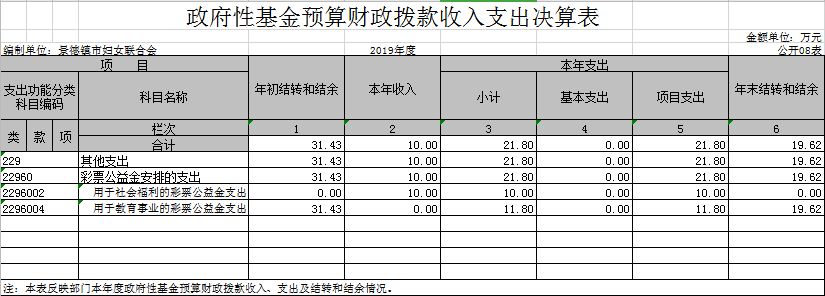 政府性基金预算财政拨款收入支出决算表
金额单位：万元
编制单位：景德镇市妇女联合会 2019年度 公开08表
项 目 年初结转和结余 本年收入 本年支出 年末结转和结余
支出功能分类科目编码 科目名称 小计 基本支出 项目支出
类 款 项 栏次 1 2 3 4 5 6
合计 31.43 10.00 21.80 0.00 21.80 19.62
229 其他支出 31.43 10.00 21.80 0.00 21.80 19.62
22960 彩票公益金安排的支出 31.43 10.00 21.80 0.00 21.80 19.62
2296002 用于社会福利的彩票公益金支出 0.00 10.00 10.00 0.00 10.00 0.00
2296004 用于教育事业的彩票公益金支出 31.43 0.00 11.80 0.00 11.80 19.62
注：本表反映部门本年度政府性基金预算财政拨款收入、支出及结转和结余情况。